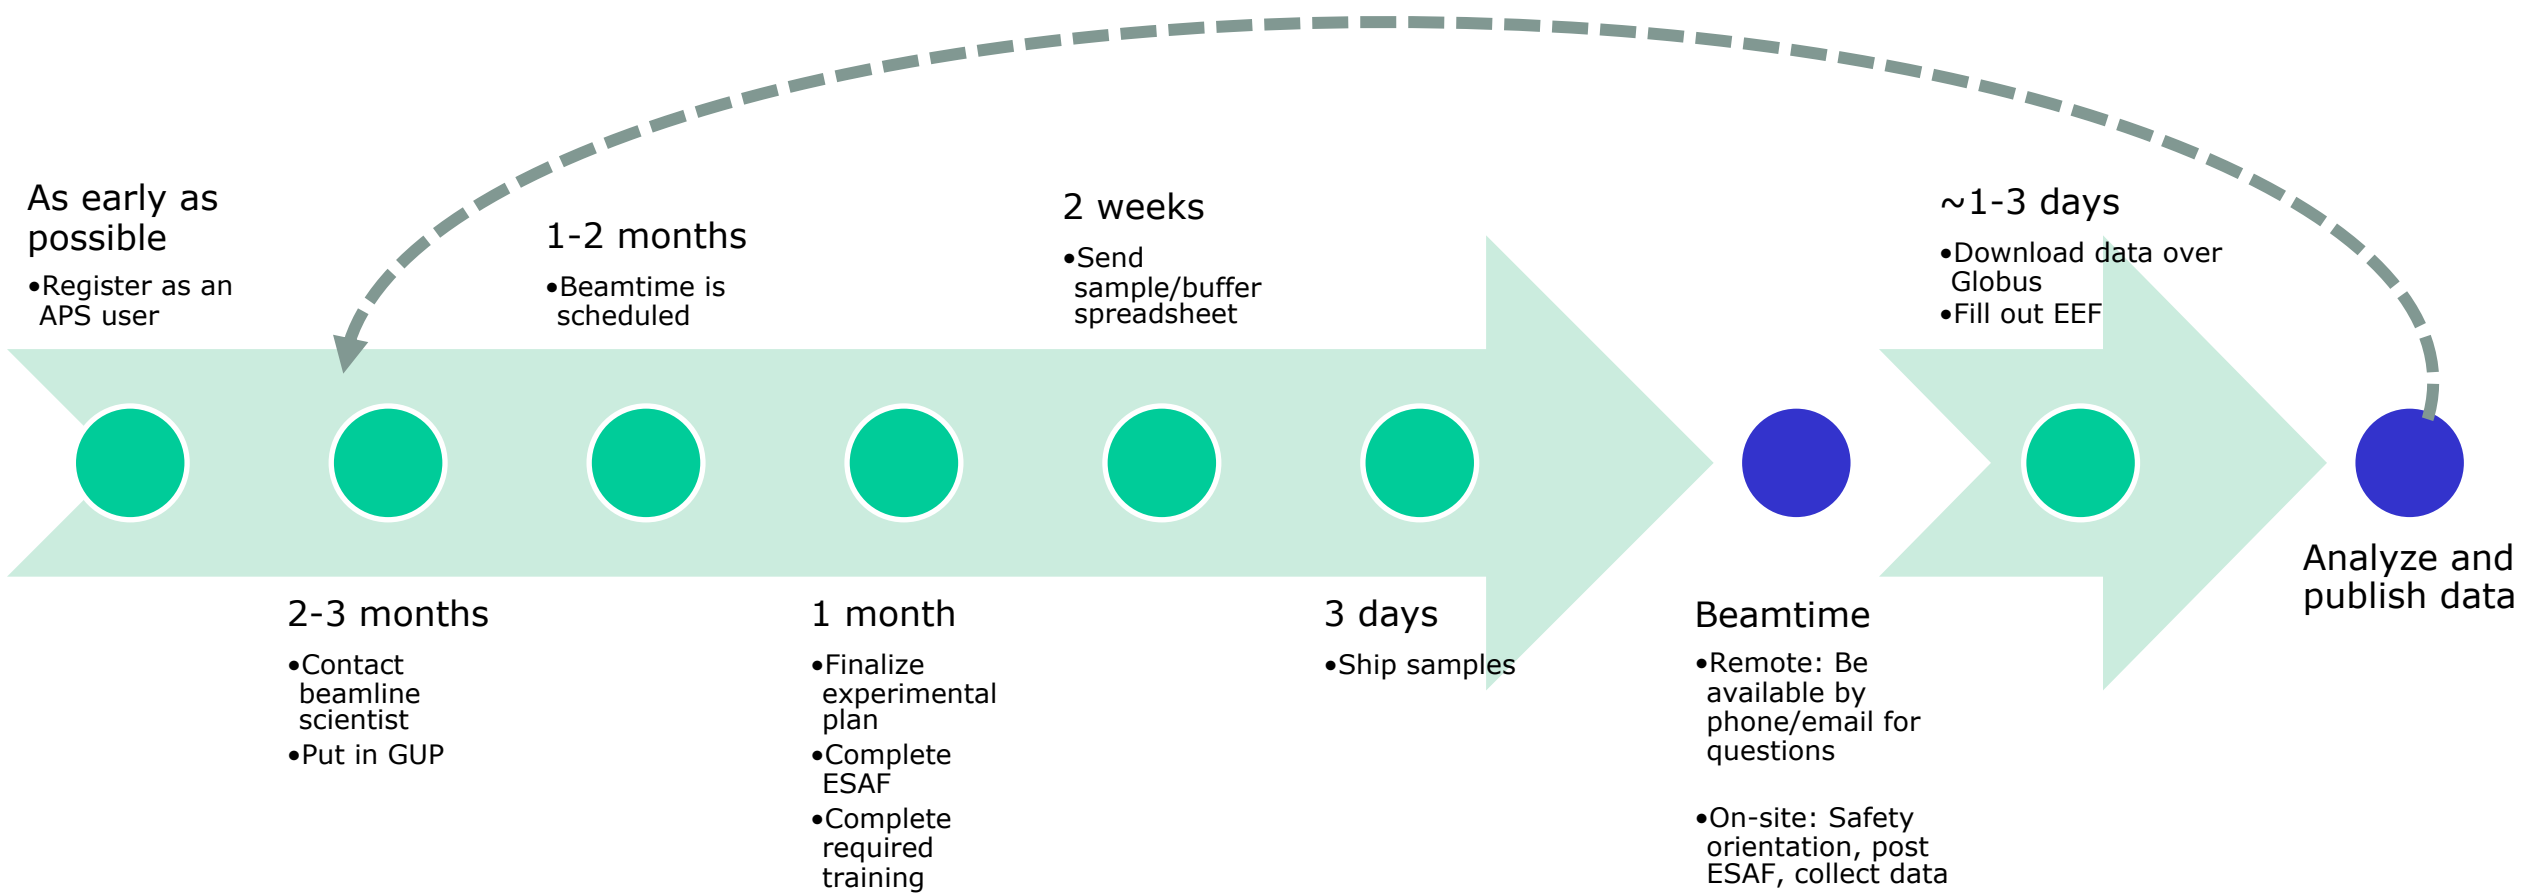 As early as
possible
•Register as an
APS user
2-3 months
•Contact
beamline
scientist
•Put in GUP
1-2 months
•Beamtime is
scheduled
1 month
•Finalize
experimental
plan
•Complete
ESAF
•Complete
required
training
2 weeks
•Send
sample/buffer
spreadsheet
3 days
•Ship samples
Beamtime
•Remote: Be
available by
phone/email for
questions
•On-site: Safety
orientation, post
ESAF, collect data
~1-3 days
•Download data over
Globus
•Fill out EEF
Analyze and
publish data